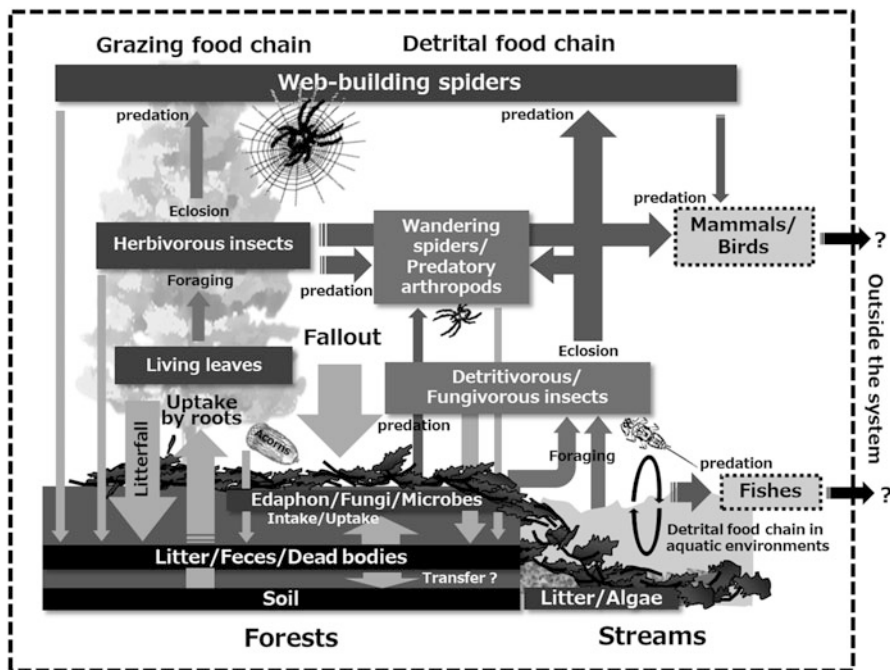 Grazing food chain
Detrital food chain
Web-building spiders
predation
predation
Eclosion
predation
Herbivorous insects
Wandering
spiders/
Predatory
arthropods
Mammals/
Birds
?
Foraging
predation
Outside the system
Fallout
Living leaves
Eclosion
Detritivorous/
Fungivorous insects
Uptake
by roots
Litterfall
Acorns
predation
Foraging
predation
Edaphon/Fungi/Microbes
Intake/Uptake
Fishes
?
Detrital food chain in
aquatic environments
Litter/Feces/Dead bodies
Transfer ?
Soil
Litter/Algae
Forests
Streams